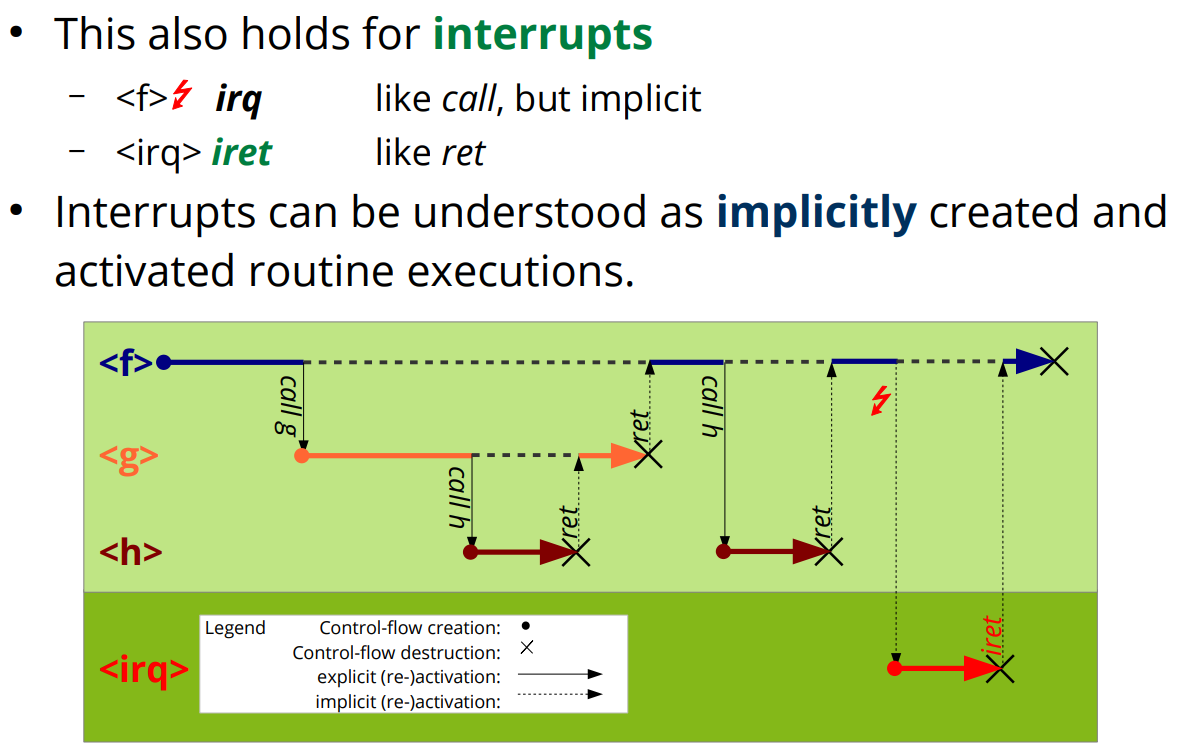 • This also holds for interrupts
– <f> irq like call, but implicit
– <irq> iret like ret
• Interrupts can be understood as implicitly created and
activated routine executions.
<f>
call g
ret
call h
<g>
call h
ret
ret
<h>
iret
<irq>
Legend
Control-flow creation:
Control-flow destruction:
explicit (re-)activation:
implicit (re-)activation: